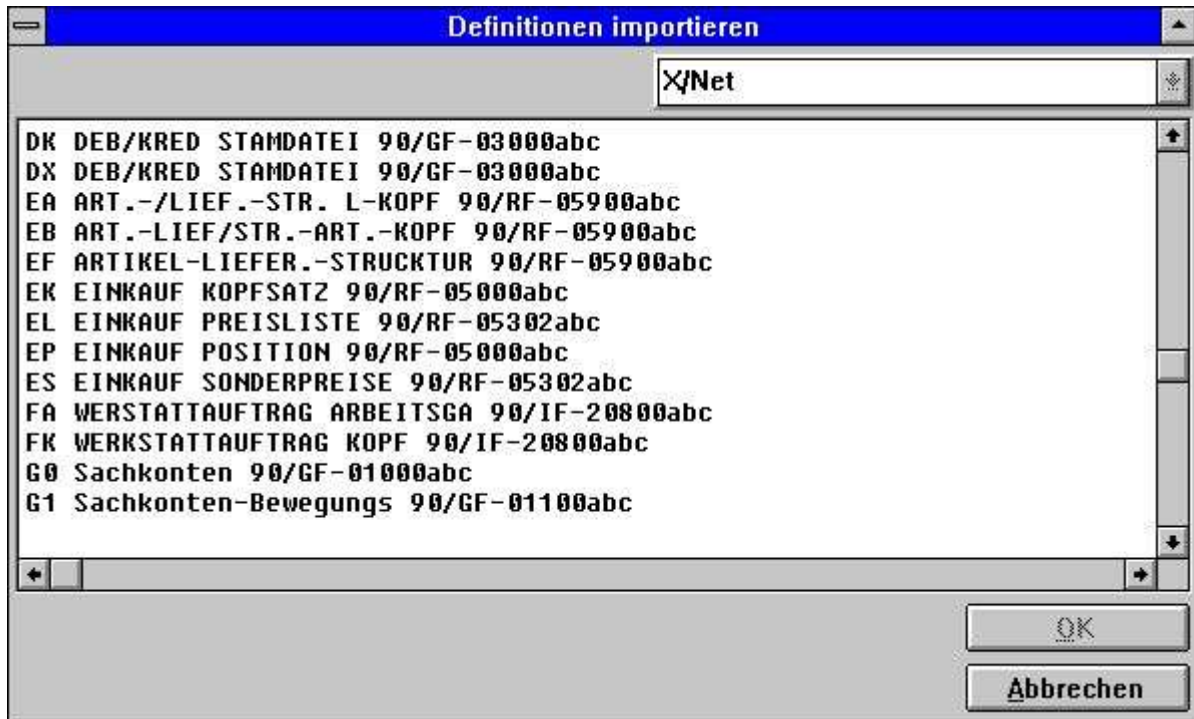 Definitionen importieren
X/Net
DK DEB/KRED STAMDATEI 90/GF-03000abc
DX DEB/KRED STAMDATEI 90/GF-03000abc
EA ART.-/LIEF.-STR. L-KOPF 90/RF-05900abc
EB ART.-LIEF/STR.-ART.-KOPF 90/RF-05900abc
EF ARTIKEL-LIEFER.-STRUCKTUR 90/RF-05900abc
EK EINKAUF KOPFSATZ 90/RF-05000abc
EL EINKAUF PREISLISTE 90/RF-05302abc
EP EINKAUF POSITION 90/RF-05000abc
ES EINKAUF SONDERPREISE 90/RF-05302abc
FA WERSTATTAUFTRAG ARBEITSGA 90/IF-20800abc
FK WERKSTATTAUFTRAG KOPF 90/IF-20800abc
G0 Sachkonten 90/GF-01000abc
G1 Sachkonten-Bewegungs 90/GF-01100abc
OK
Abbrechen